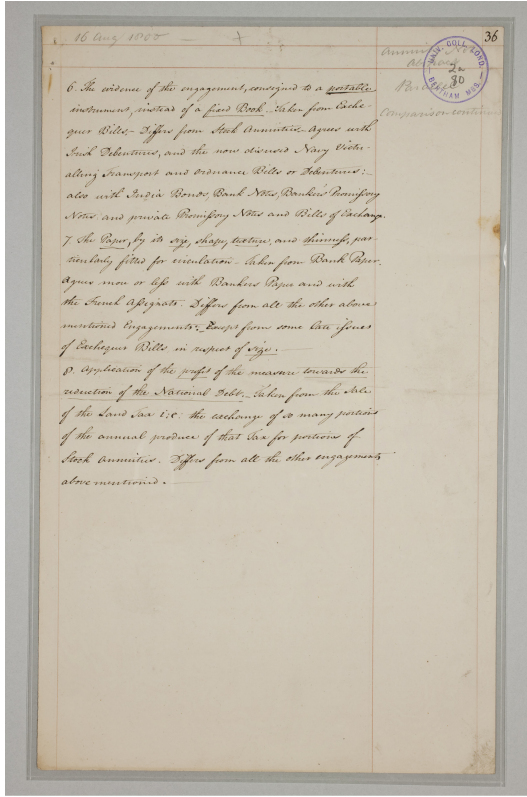 16 Aug 1800 — +
36
Annuity Notes
UNIV. COLL. LOND.
BENTHAM MSS.
2a
30
Comparison continued
6. The evidence of the engagement, consigned to a portable
instrument, instead of a fixed Book. Taken from Exche-
quer Bills — Differs from Stock Annuities — Agrees with
Irish Debentures, and the now disused Navy Victu-
alling Transport and Ordnance Bills or Debentures:
also with India Bonds, Bank Notes, Banker's Promissory
Notes and private Promissory Notes and Bills of Exchange.
7. The Paper, by its size, shape, texture, and thinness, par-
ticularly fitted for circulation — Taken from Bank Paper.
Agrees more or less with Bankers Paper and with
the French Assignats. Differs from all the other above
mentioned Engagements: Except from some late issues
of Exchequer Bills in respect of size. —
8. Application of the profit of the measure towards the
reduction of the National Debt. — Taken from the Sale
of the Land Tax i:e: the exchange of so many portions
of the annual produce of that Tax for portions of
Stock Annuities. Differs from all the other engagements
above mentioned. —